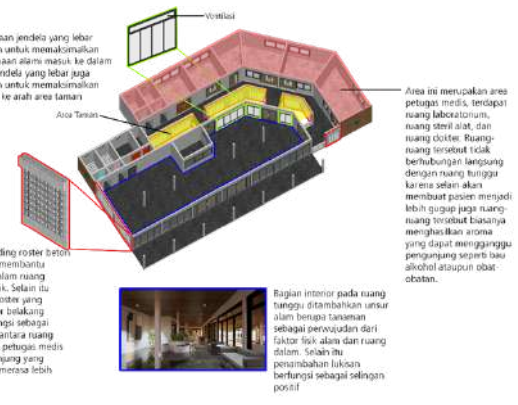 Ventilasi
aan jendela yang lebar
n untuk memaksimalkan
naan alami masuk ke dalam
ndela yang lebar juga
n untuk memaksimalkan
ke arah area taman
Area Taman
Area ini merupakan area
petugas medis, terdapat
ruang laboratorium,
ruang steril alat, dan
ruang dokter. Ruang-
ruang tersebut tidak
berhubungan langsung
dengan ruang tunggu
karena selain akan
membuat pasien menjadi
lebih gugup juga ruang-
ruang tersebut biasanya
menghasilkan aroma
yang dapat mengganggu
pengunjung seperti bau
alkohol ataupun obat-
obatan.
ding roster beton
membantu
alam ruang
k. Selain itu
oster yang
r belakang
ngsi sebagai
antara ruang
petugas medis
njung yang
merasa lebih
Bagian interior pada ruang
tunggu ditambahkan unsur
alam berupa tanaman
sebagai perwujudan dari
faktor fisik alam dan ruang
dalam. Selain itu
penambahan lukisan
berfungsi sebagai selingan
positif